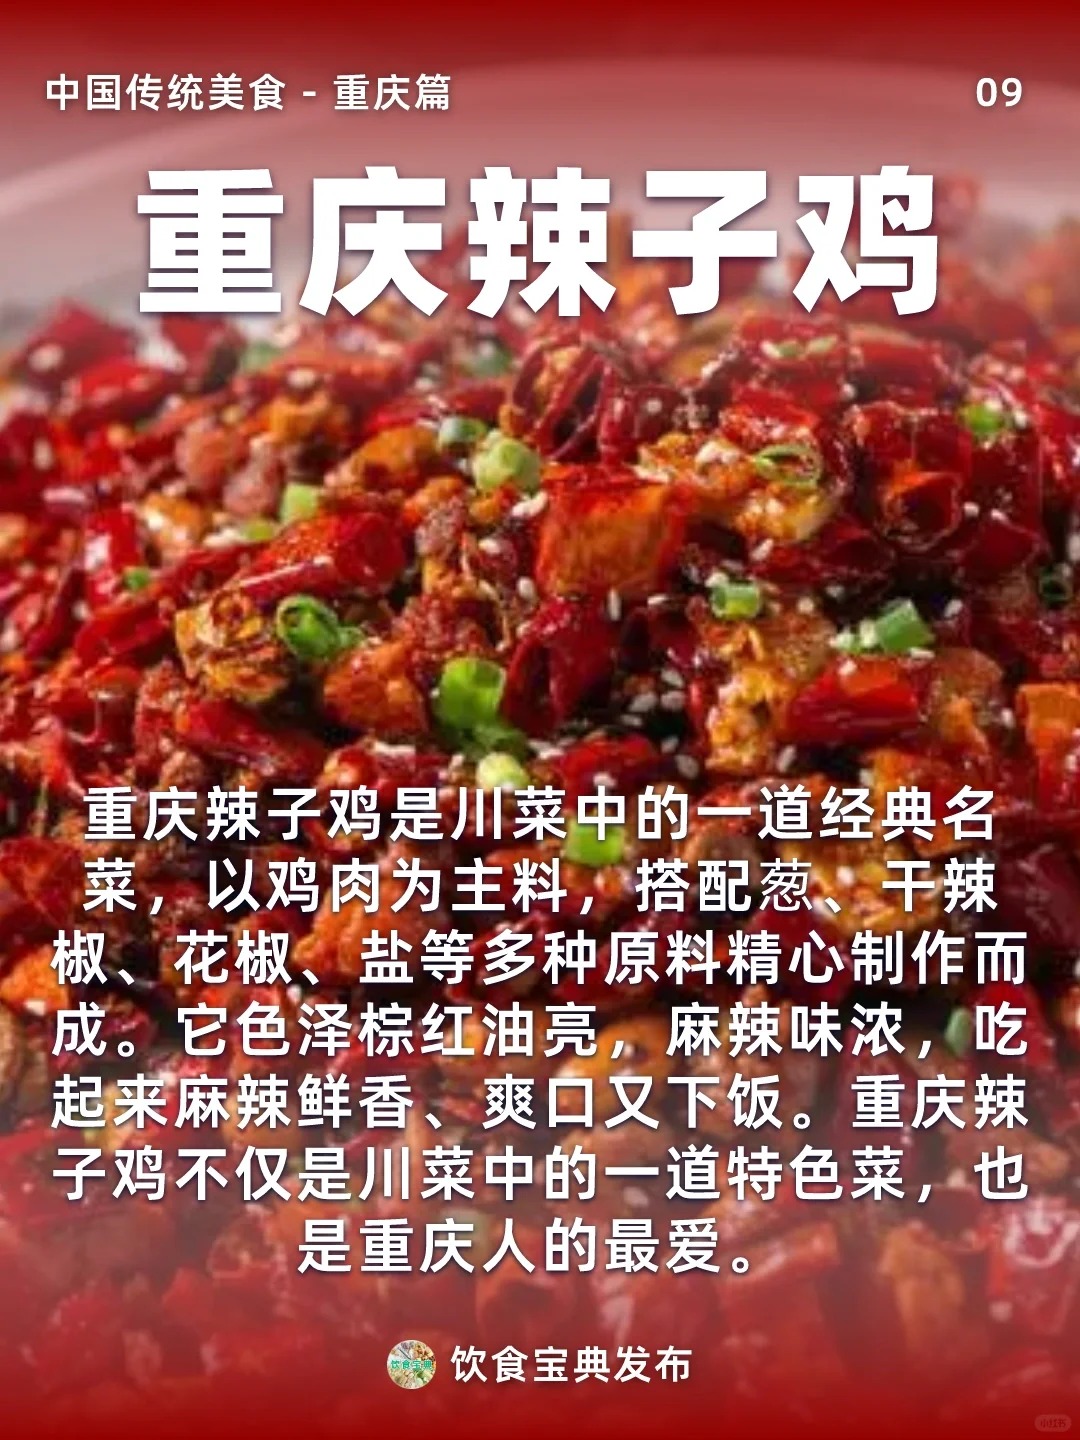 中国传统美食 - 重庆篇
09
重庆辣子鸡
重庆辣子鸡是川菜中的一道经典名
菜，以鸡肉为主料，搭配葱、干辣
椒、花椒、盐等多种原料精心制作而
成。它色泽棕红油亮，麻辣味浓，吃
起来麻辣鲜香、爽口又下饭。重庆辣
子鸡不仅是川菜中的一道特色菜，也
是重庆人的最爱。
饮食宝典
饮食宝典发布